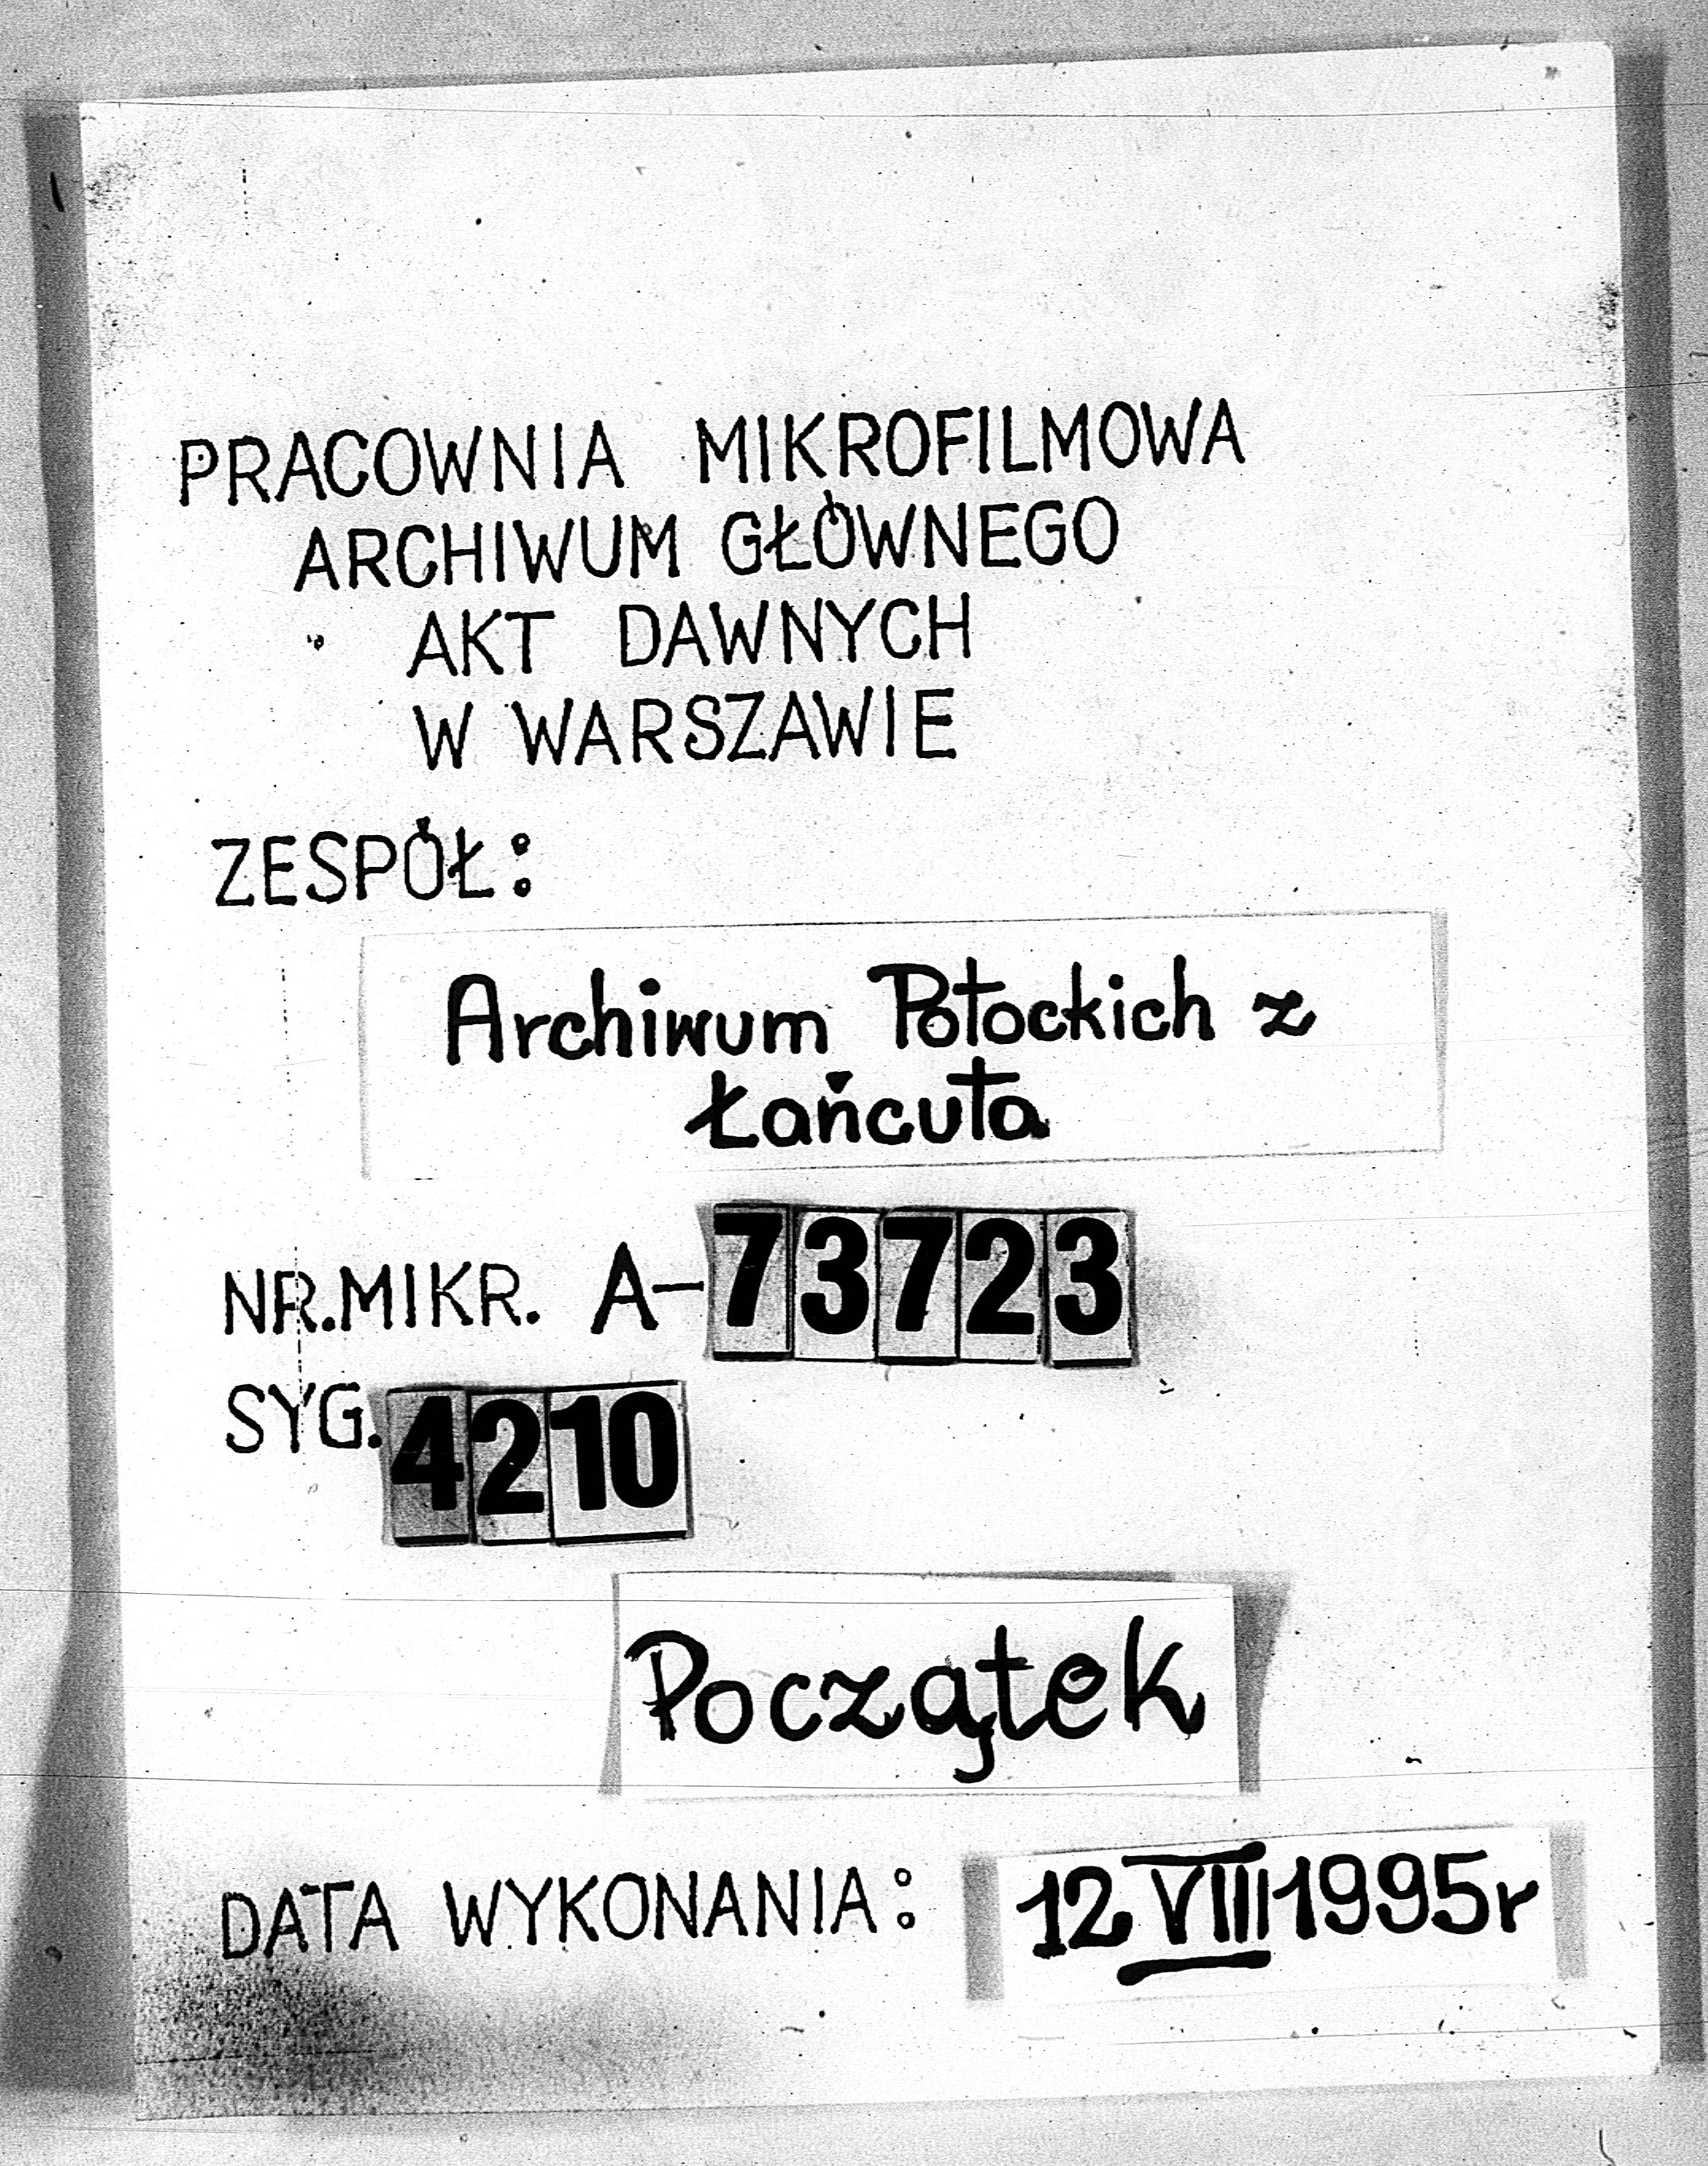 PRACOWNIA MIKROFILMOWA
ARCHIWUM GŁÓWNEGO
AKT DAWNYCH
W WARSZAWIE
ZESPÓŁ:
Archiwum Potockich z
Łańcuta
NR.MIKR. A-73723
SYG. 4210
Początek
DATA WYKONANIA: 12 VIII 1995r